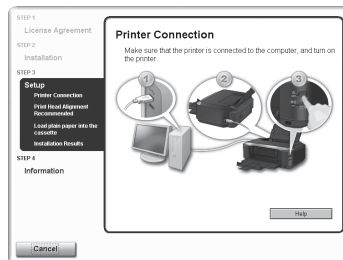 STEP 1
License Agreement
STEP 2
Installation
STEP 3
Setup
Printer Connection
Print Head Alignment
Recommended
Load plain paper into the
cassette
Installation Results
STEP 4
Information
Cancel
Printer Connection
Make sure that the printer is connected to the computer, and turn on
the printer.
1
2
3
Help